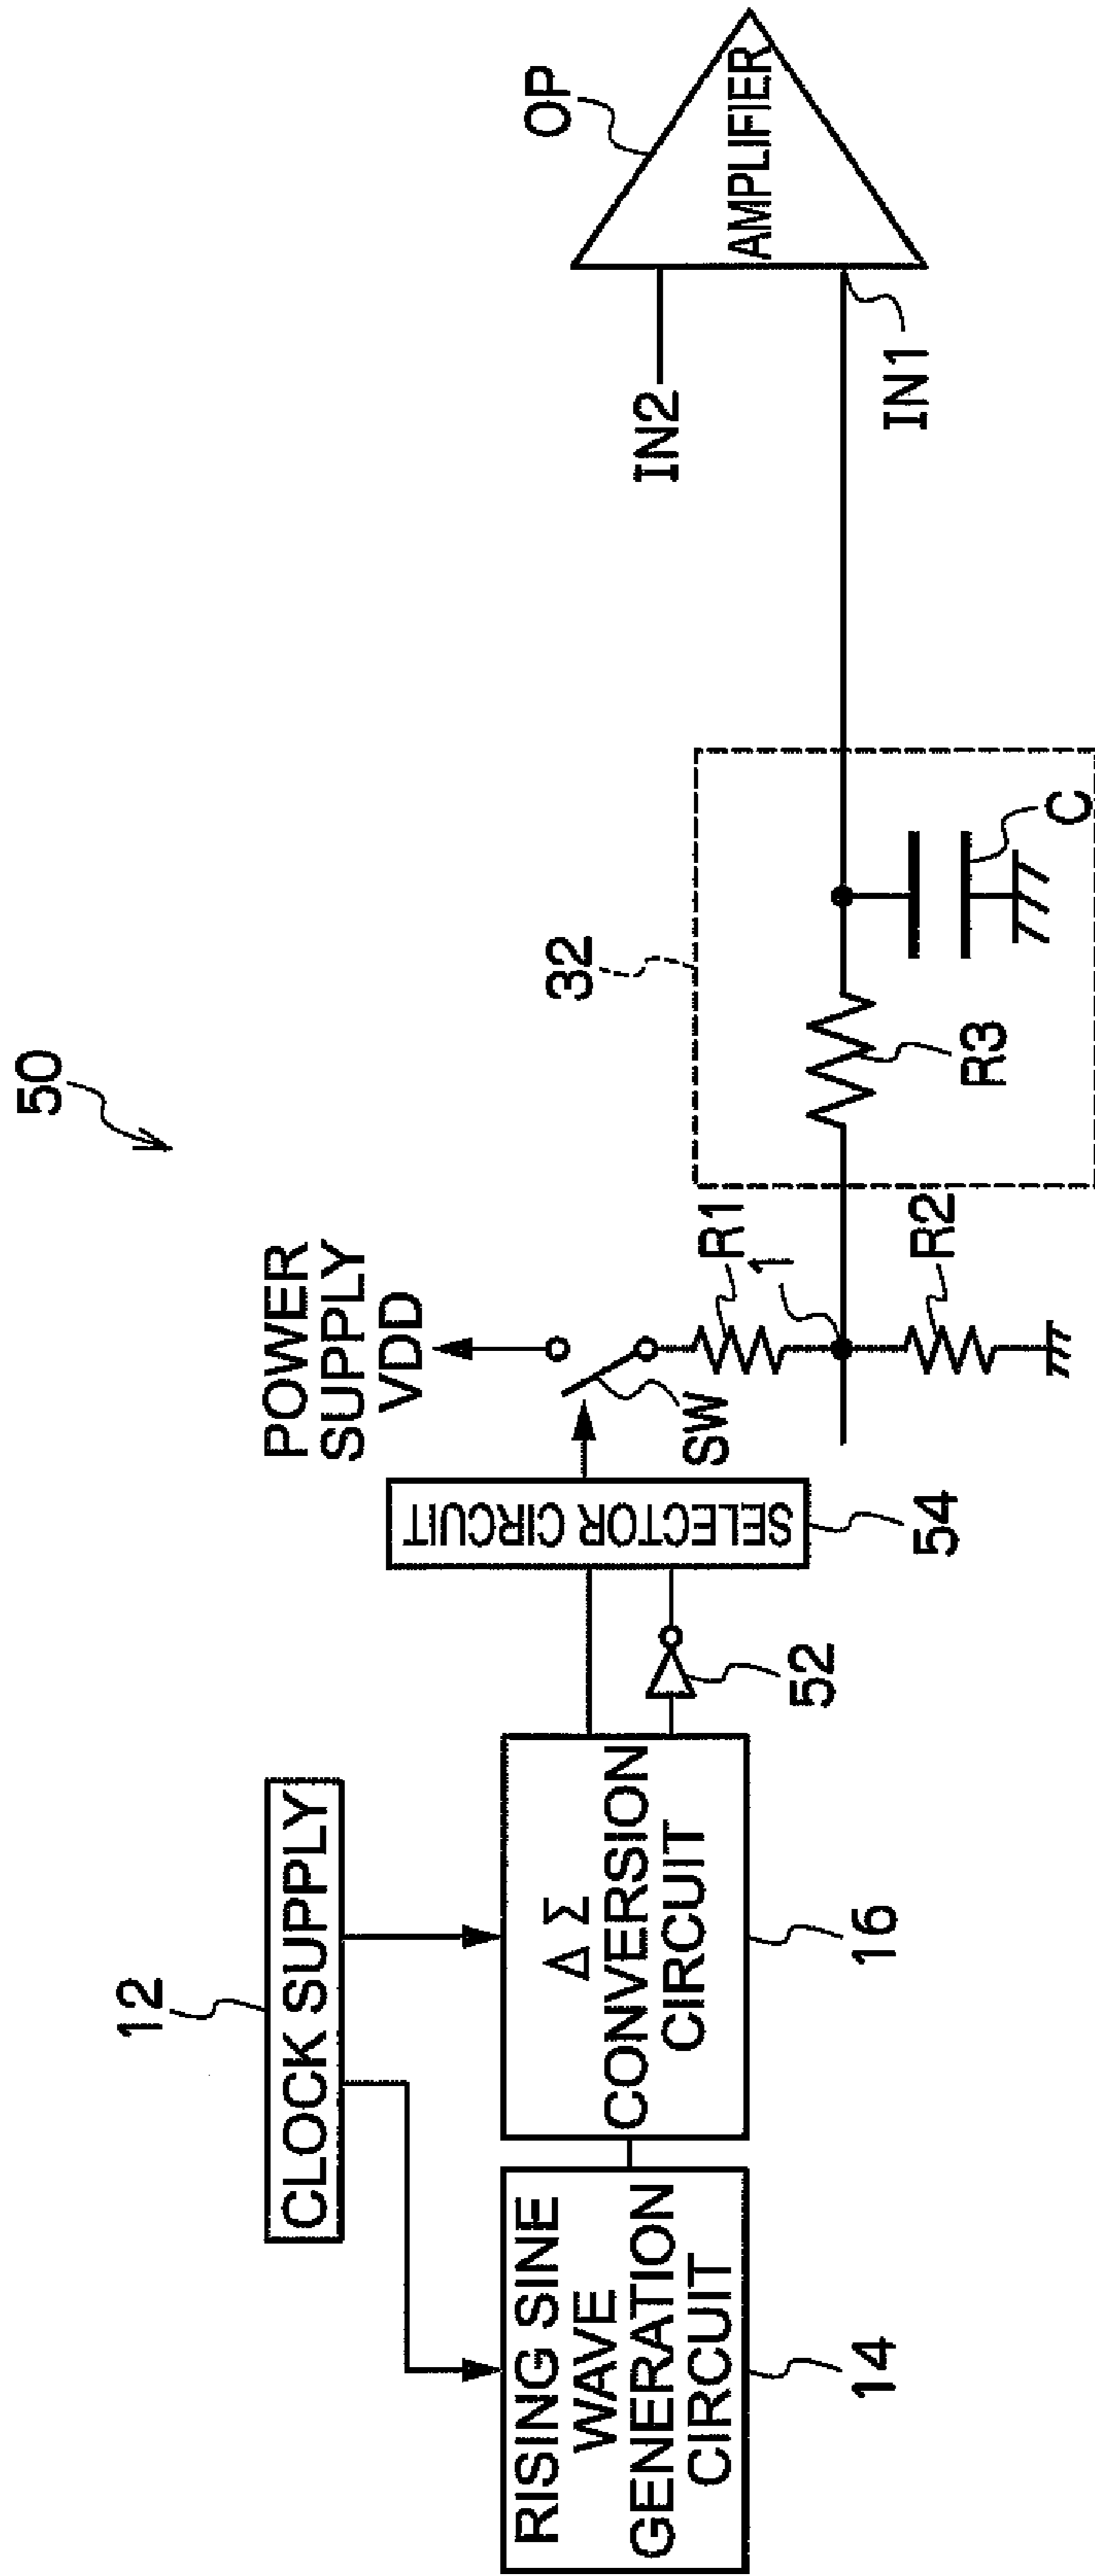 50
12
CLOCK SUPPLY
RISING SINE
WAVE
GENERATION
CIRCUIT
14
Δ Σ
CONVERSION
CIRCUIT
16
52
SELECTOR CIRCUIT
54
POWER
SUPPLY
VDD
SW
R1
1
R2
32
R3
C
OP
AMPLIFIER
IN2
IN1